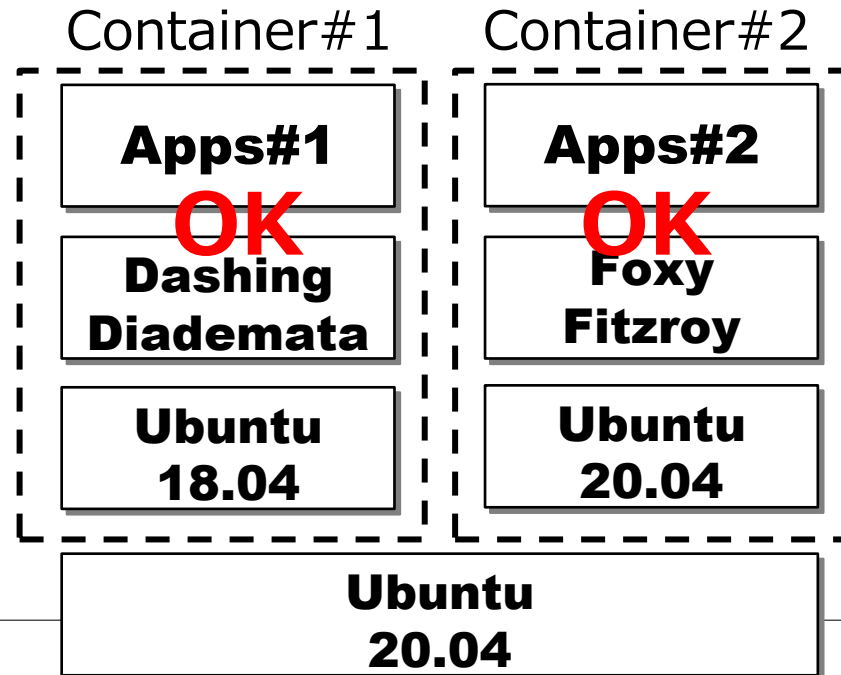 Container#1
Container#2
Apps#1
OK
Dashing
Diademata
Ubuntu
18.04
Apps#2
OK
Foxy
Fitzroy
Ubuntu
20.04
Ubuntu
20.04